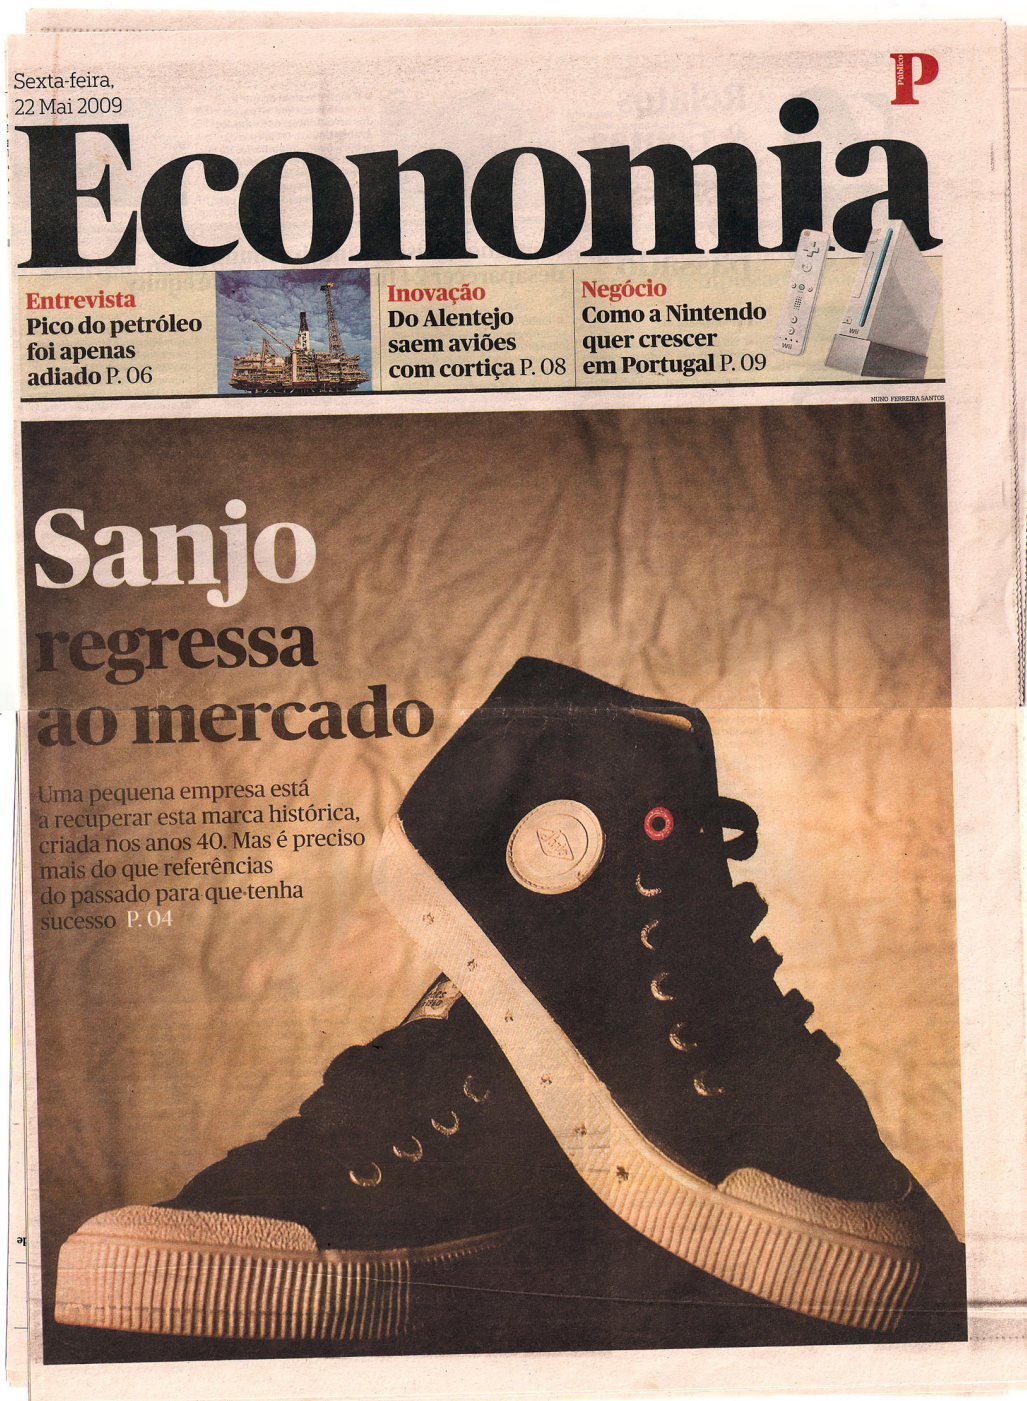 Sexta-feira,
22 Mai 2009
Público
P
Economia
Entrevista
Pico do petróleo
foi apenas
adiado P. 06
Inovação
Do Alentejo
saem aviões
com cortiça P. 08
Negócio
Como a Nintendo
quer crescer
em Portugal P. 09
Wii
Wii
NUNO FERREIRA SANTOS
Sanjo
regressa
ao mercado
Uma pequena empresa está
a recuperar esta marca histórica,
criada nos anos 40. Mas é preciso
mais do que referências
do passado para que tenha
sucesso P. 04